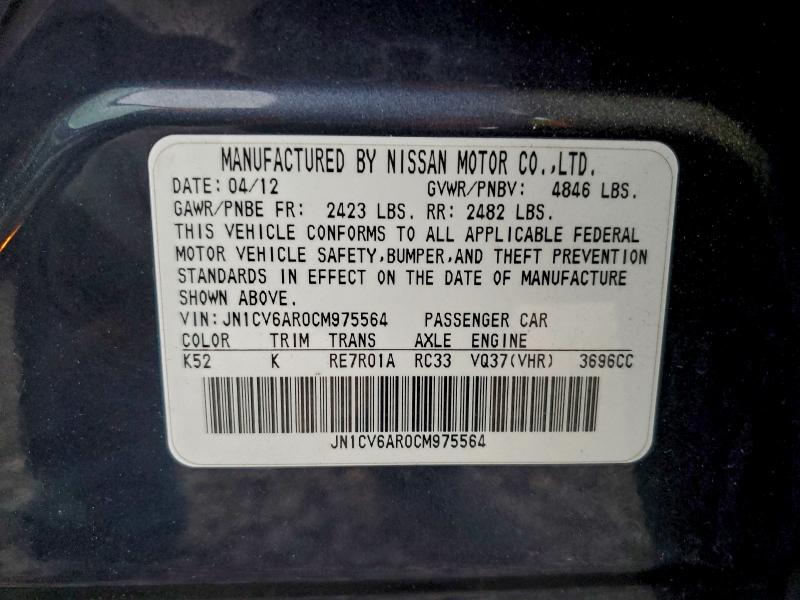 MANUFACTURED BY NISSAN MOTOR CO.,LTD.
DATE: 04/12 GVWR/PNBV: 4846 LBS.
GAWR/PNBE FR: 2423 LBS. RR: 2482 LBS.
THIS VEHICLE CONFORMS TO ALL APPLICABLE FEDERAL
MOTOR VEHICLE SAFETY,BUMPER,AND THEFT PREVENTION
STANDARDS IN EFFECT ON THE DATE OF MANUFACTURE
SHOWN ABOVE.
VIN:JN1CV6AR0CM975564 PASSENGER CAR
COLOR TRIM TRANS AXLE ENGINE
K52 K RE7R01A RC33 VQ37(VHR) 3696CC
JN1CV6AR0CM975564